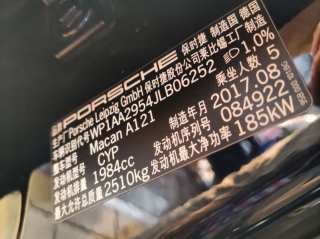 品牌 PORSCHE 保时捷 制造国 德国
生产厂 Porsche Leipzig GmbH 保时捷股份公司莱比锡工厂 制造
车辆识别代号 WP1AA2954JLB06252 1,0%
车辆型号 Macan A121 乘坐人数 5
发动机型号 CYP 制造年月 2017.08
发动机排量 1984cc 发动机序列号 084922
最大允许总质量 2510kg 发动机最大净功率 185kW